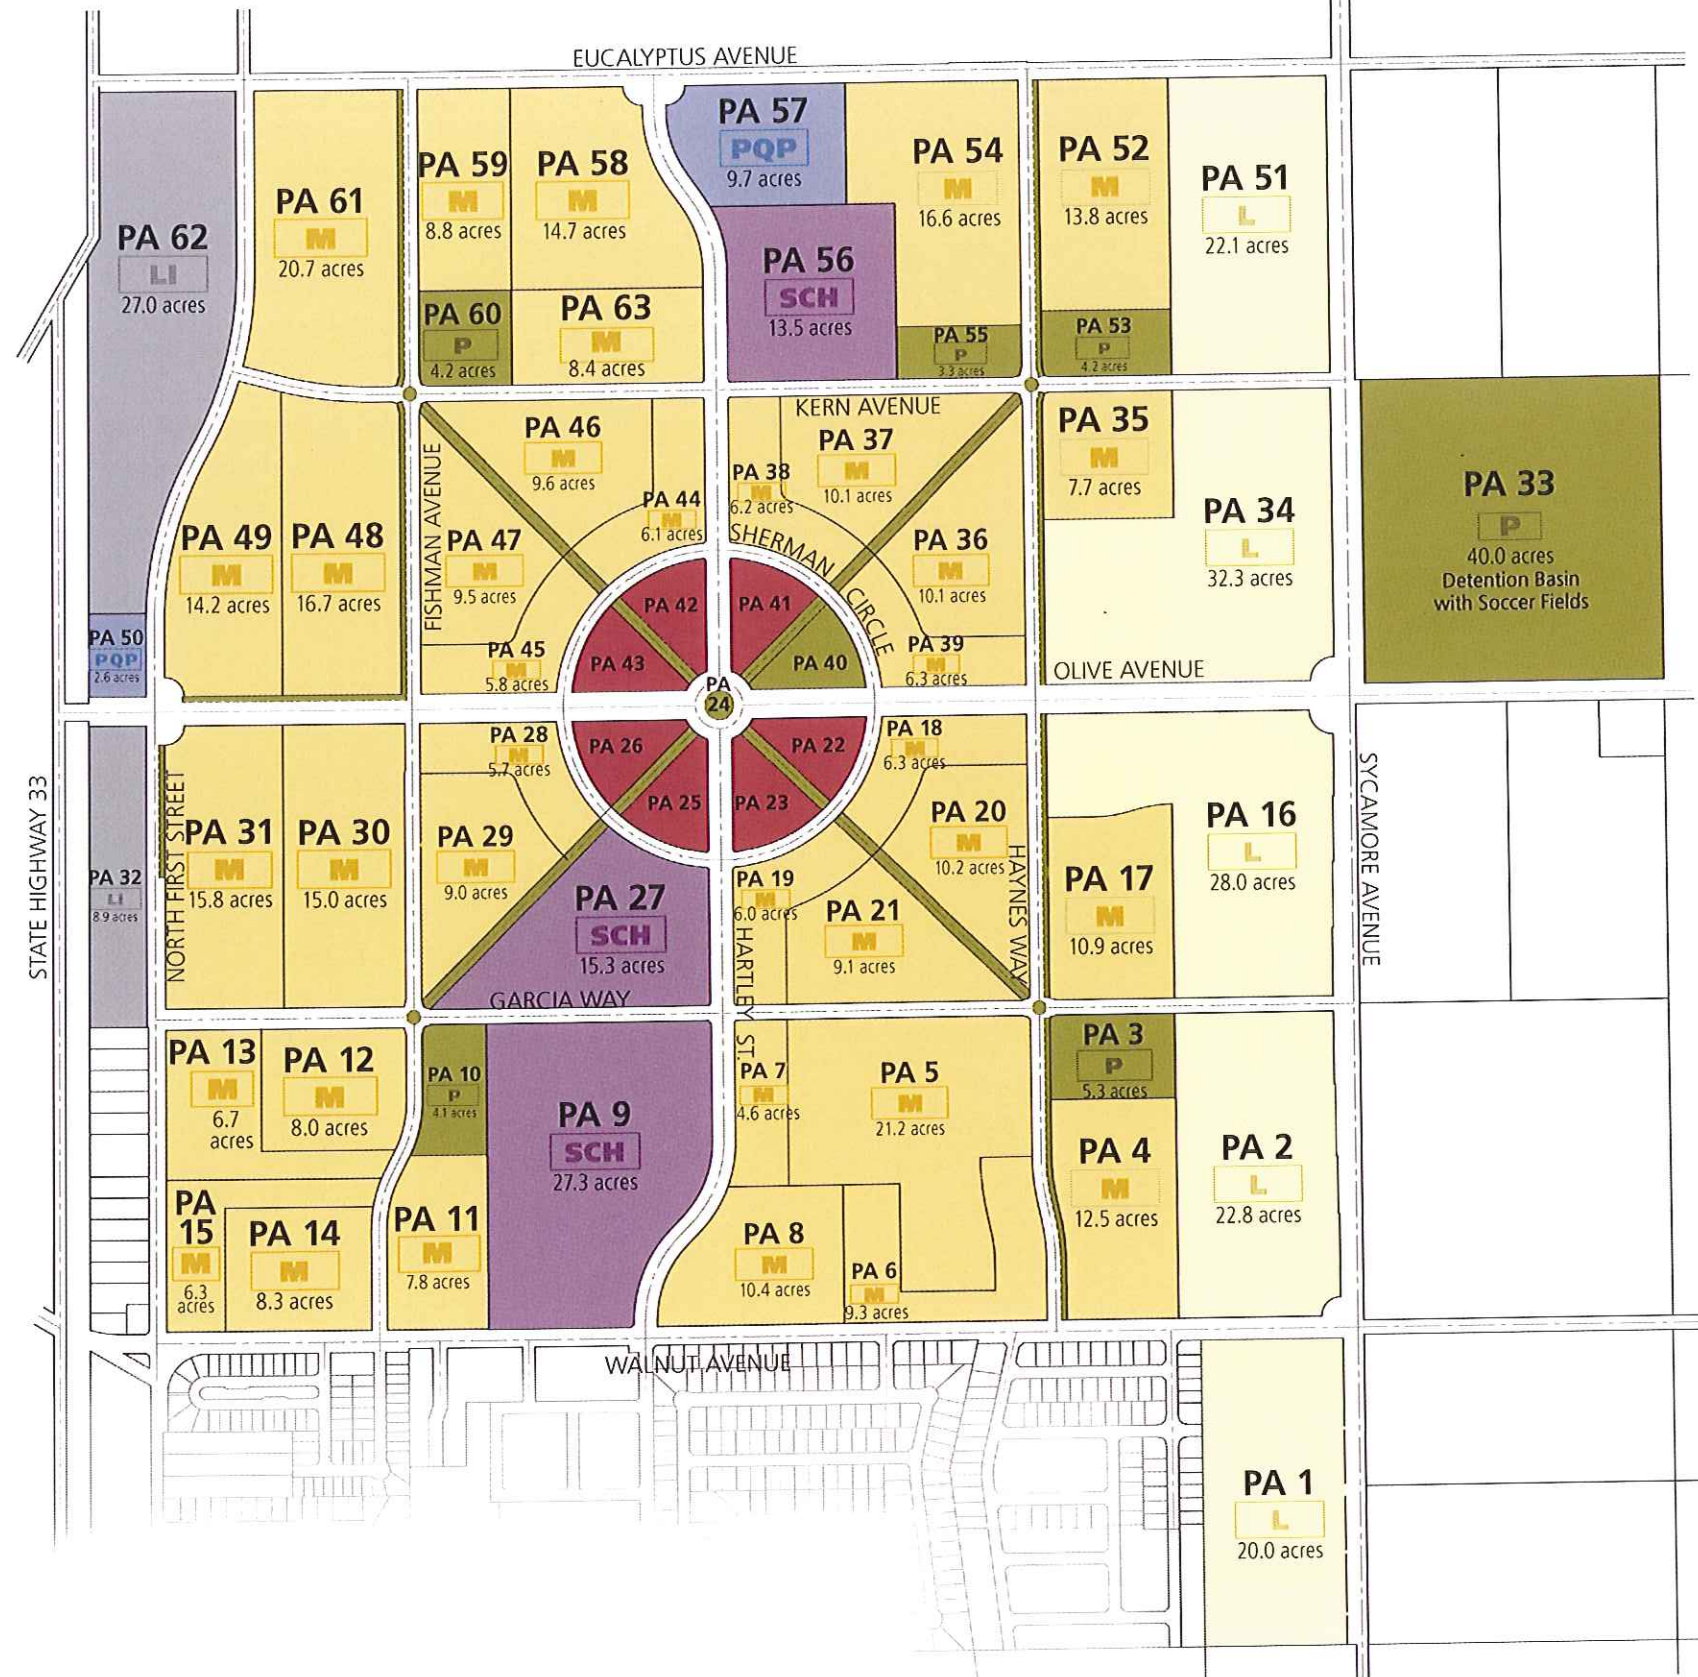 EUCALYPTUS AVENUE
PA 62
LI
27.0 acres
PA 61
M
20.7 acres
PA 59
M
8.8 acres
PA 58
M
14.7 acres
PA 57
PQP
9.7 acres
PA 54
M
16.6 acres
PA 52
M
13.8 acres
PA 51
L
22.1 acres
PA 60
P
4.2 acres
PA 63
M
8.4 acres
PA 56
SCH
13.5 acres
PA 55
P
3.3 acres
PA 53
P
4.2 acres
KERN AVENUE
FISHMAN AVENUE
PA 49
M
14.2 acres
PA 48
M
16.7 acres
PA 46
M
9.6 acres
PA 47
M
9.5 acres
PA 44
M
6.1 acres
PA 45
M
5.8 acres
PA 38
M
6.2 acres
PA 37
M
10.1 acres
PA 36
M
10.1 acres
PA 39
M
6.3 acres
SHERMAN CIRCLE
PA 35
M
7.7 acres
PA 34
L
32.3 acres
PA 33
P
40.0 acres
Detention Basin
with Soccer Fields
PA 50
PQP
2.6 acres
PA 42
PA 41
PA 43
PA 40
PA
24
OLIVE AVENUE
PA 26
PA 22
PA 25
PA 23
STATE HIGHWAY 33
PA 32
LI
8.9 acres
NORTH FIRST STREET
PA 31
M
15.8 acres
PA 30
M
15.0 acres
PA 28
M
5.7 acres
PA 29
M
9.0 acres
PA 27
SCH
15.3 acres
PA 18
M
6.3 acres
PA 20
M
10.2 acres
PA 19
M
6.0 acres
PA 21
M
9.1 acres
HAYNES WAY
PA 17
M
10.9 acres
PA 16
L
28.0 acres
SYCAMORE AVENUE
GARCIA WAY
HARTLEY ST.
PA 13
M
6.7
acres
PA 12
M
8.0 acres
PA 10
P
4.1 acres
PA 9
SCH
27.3 acres
PA 7
M
4.6 acres
PA 5
M
21.2 acres
PA 3
P
5.3 acres
PA 4
M
12.5 acres
PA 2
L
22.8 acres
PA
15
M
6.3
acres
PA 14
M
8.3 acres
PA 11
M
7.8 acres
PA 8
M
10.4 acres
PA 6
M
9.3 acres
WALNUT AVENUE
PA 1
L
20.0 acres